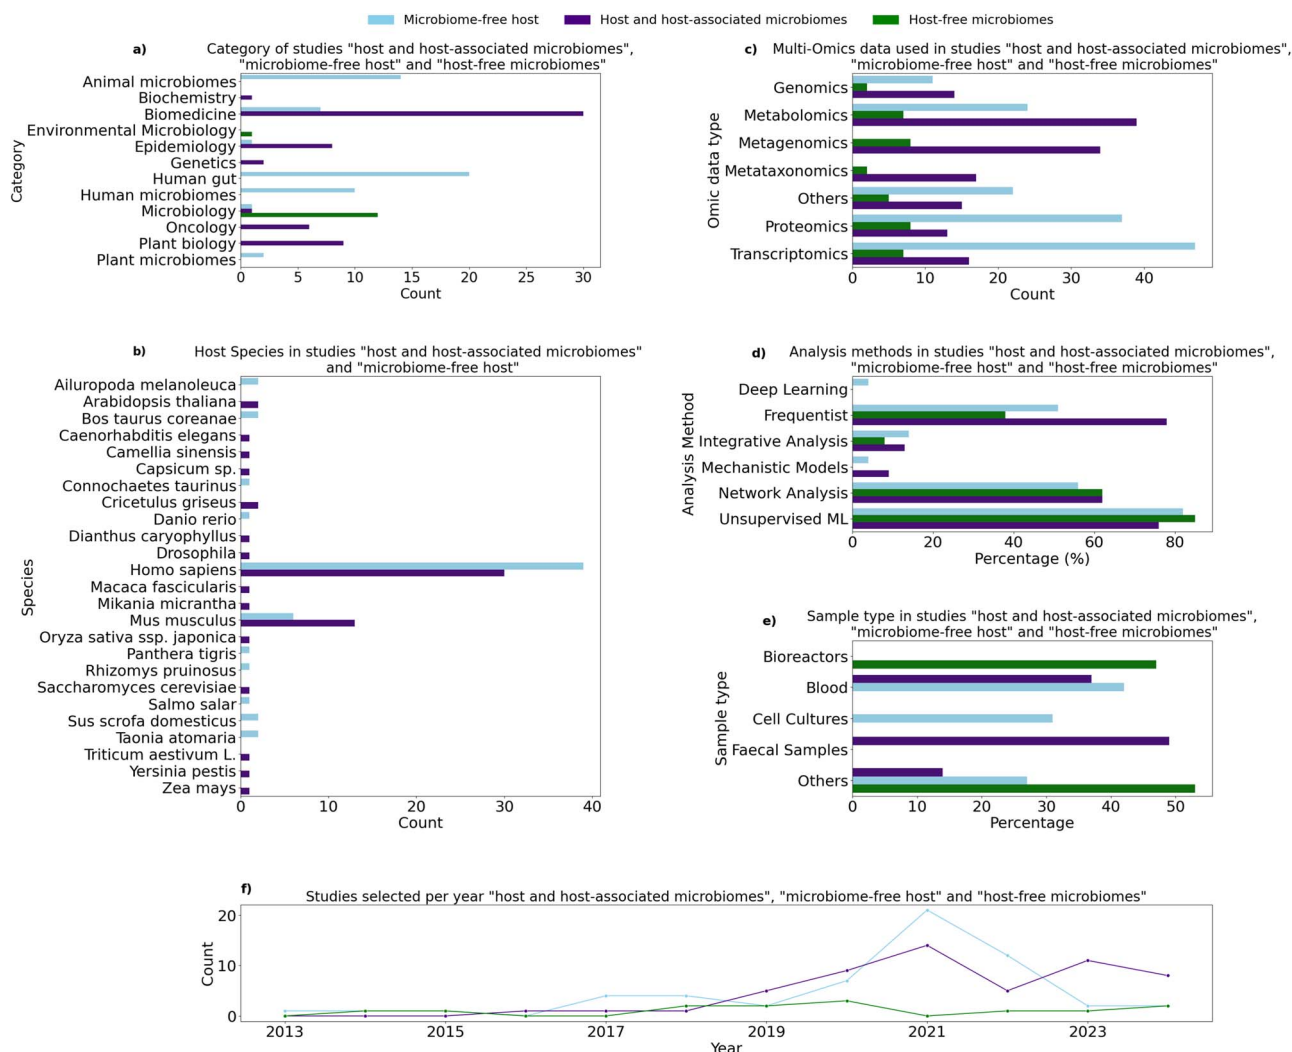 Microbiome-free host
Host and host-associated microbiomes
Host-free microbiomes
a)
Category of studies "host and host-associated microbiomes",
"microbiome-free host" and "host-free microbiomes"
Category
Animal microbiomes
Biochemistry
Biomedicine
Environmental Microbiology
Epidemiology
Genetics
Human gut
Human microbiomes
Microbiology
Oncology
Plant biology
Plant microbiomes
0 5 10 15 20 25 30
Count
c)
Multi-Omics data used in studies "host and host-associated microbiomes",
"microbiome-free host" and "host-free microbiomes"
Omic data type
Genomics
Metabolomics
Metagenomics
Metataxonomics
Others
Proteomics
Transcriptomics
0 10 20 30 40
Count
b)
Host Species in studies "host and host-associated microbiomes"
and "microbiome-free host"
Species
Ailuropoda melanoleuca
Arabidopsis thaliana
Bos taurus coreanae
Caenorhabditis elegans
Camellia sinensis
Capsicum sp.
Connochaetes taurinus
Cricetulus griseus
Danio rerio
Dianthus caryophyllus
Drosophila
Homo sapiens
Macaca fascicularis
Mikania micrantha
Mus musculus
Oryza sativa ssp. japonica
Panthera tigris
Rhizomys pruinosus
Saccharomyces cerevisiae
Salmo salar
Sus scrofa domesticus
Taonia atomaria
Triticum aestivum L.
Yersinia pestis
Zea mays
0 10 20 30 40
Count
d)
Analysis methods in studies "host and host-associated microbiomes",
"microbiome-free host" and "host-free microbiomes"
Analysis Method
Deep Learning
Frequentist
Integrative Analysis
Mechanistic Models
Network Analysis
Unsupervised ML
0 20 40 60 80
Percentage (%)
e)
Sample type in studies "host and host-associated microbiomes",
"microbiome-free host" and "host-free microbiomes"
Sample type
Bioreactors
Blood
Cell Cultures
Faecal Samples
Others
0 10 20 30 40 50
Percentage
f)
Studies selected per year "host and host-associated microbiomes", "microbiome-free host" and "host-free microbiomes"
Count
20
10
0
2013 2015 2017 2019 2021 2023
Year